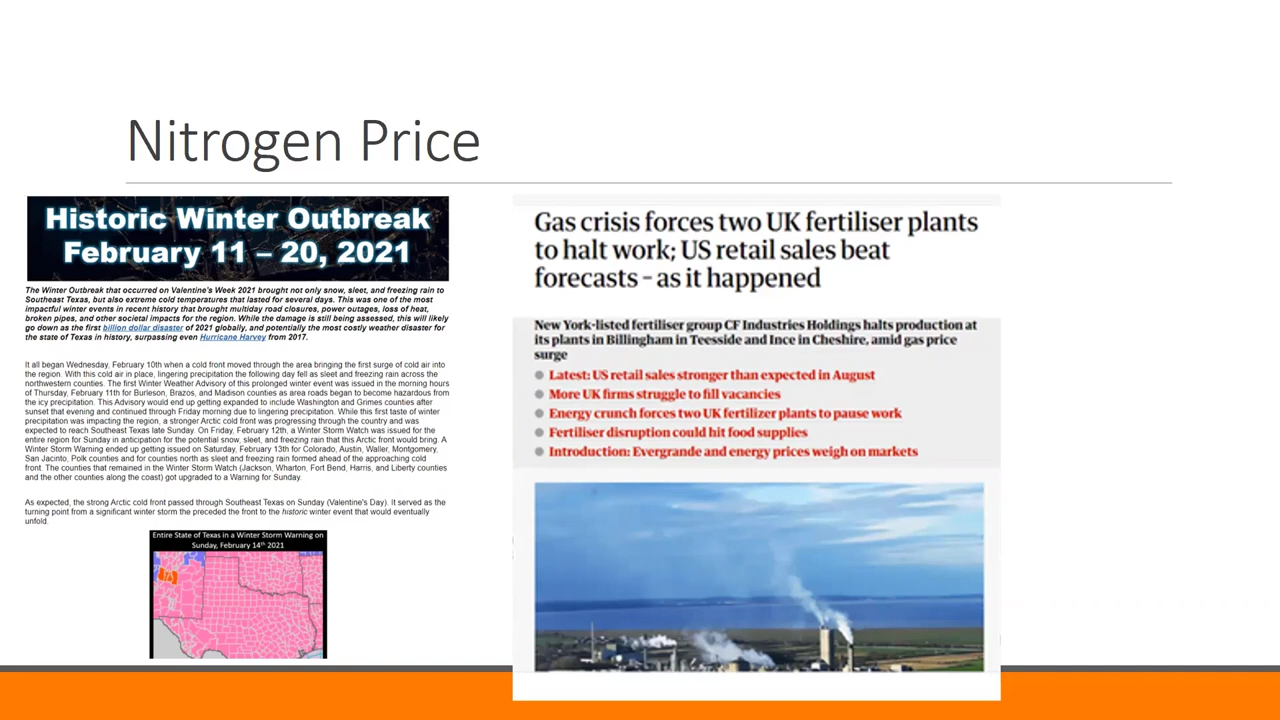 Nitrogen Price
Historic Winter Outbreak
February 11 – 20, 2021
The Winter Outbreak that occurred on Valentine's Week 2021 brought not only snow, sleet, and freezing rain to
Southeast Texas, but also extreme cold temperatures that lasted for several days. This was one of the most
impactful winter events in recent history that brought multiday road closures, power outages, loss of heat,
broken pipes, and other societal impacts for the region. While the damage is still being assessed, this will likely
go down as the first billion dollar disaster of 2021 globally, and potentially the most costly weather disaster for
the state of Texas in history, surpassing even Hurricane Harvey from 2017.
It all began Wednesday, February 10th when a cold front moved through the area bringing the first surge of cold air into
the region. With this cold air in place, lingering precipitation the following day fell as sleet and freezing rain across the
northwestern counties. The first Winter Weather Advisory of this prolonged winter event was issued in the morning hours
of Thursday, February 11th for Burleson, Brazos, and Madison counties as area roads began to become hazardous from
the icy precipitation. This Advisory would end up getting expanded to include Washington and Grimes counties after
sunset that evening and continued through Friday morning due to lingering precipitation. While this first taste of winter
precipitation was impacting the region, a stronger Arctic cold front was progressing through the country and was
expected to reach Southeast Texas late Sunday. On Friday, February 12th, a Winter Storm Watch was issued for the
entire region for Sunday in anticipation for the potential snow, sleet, and freezing rain that this Arctic front would bring. A
Winter Storm Warning ended up getting issued on Saturday, February 13th for Colorado, Austin, Waller, Montgomery,
San Jacinto, Polk counties and for counties north as sleet and freezing rain formed ahead of the approaching cold
front. The counties that remained in the Winter Storm Watch (Jackson, Wharton, Fort Bend, Harris, and Liberty counties
and the other counties along the coast) got upgraded to a Warning for Sunday.
As expected, the strong Arctic cold front passed through Southeast Texas on Sunday (Valentine's Day). It served as the
turning point from a significant winter storm the preceded the front to the historic winter event that would eventually
unfold.
Entire State of Texas in a Winter Storm Warning on
Sunday, February 14th 2021
Gas crisis forces two UK fertiliser plants
to halt work; US retail sales beat
forecasts – as it happened
New York-listed fertiliser group CF Industries Holdings halts production at
its plants in Billingham in Teesside and Ince in Cheshire, amid gas price
surge
Latest: US retail sales stronger than expected in August
More UK firms struggle to fill vacancies
Energy crunch forces two UK fertilizer plants to pause work
Fertiliser disruption could hit food supplies
Introduction: Evergrande and energy prices weigh on markets